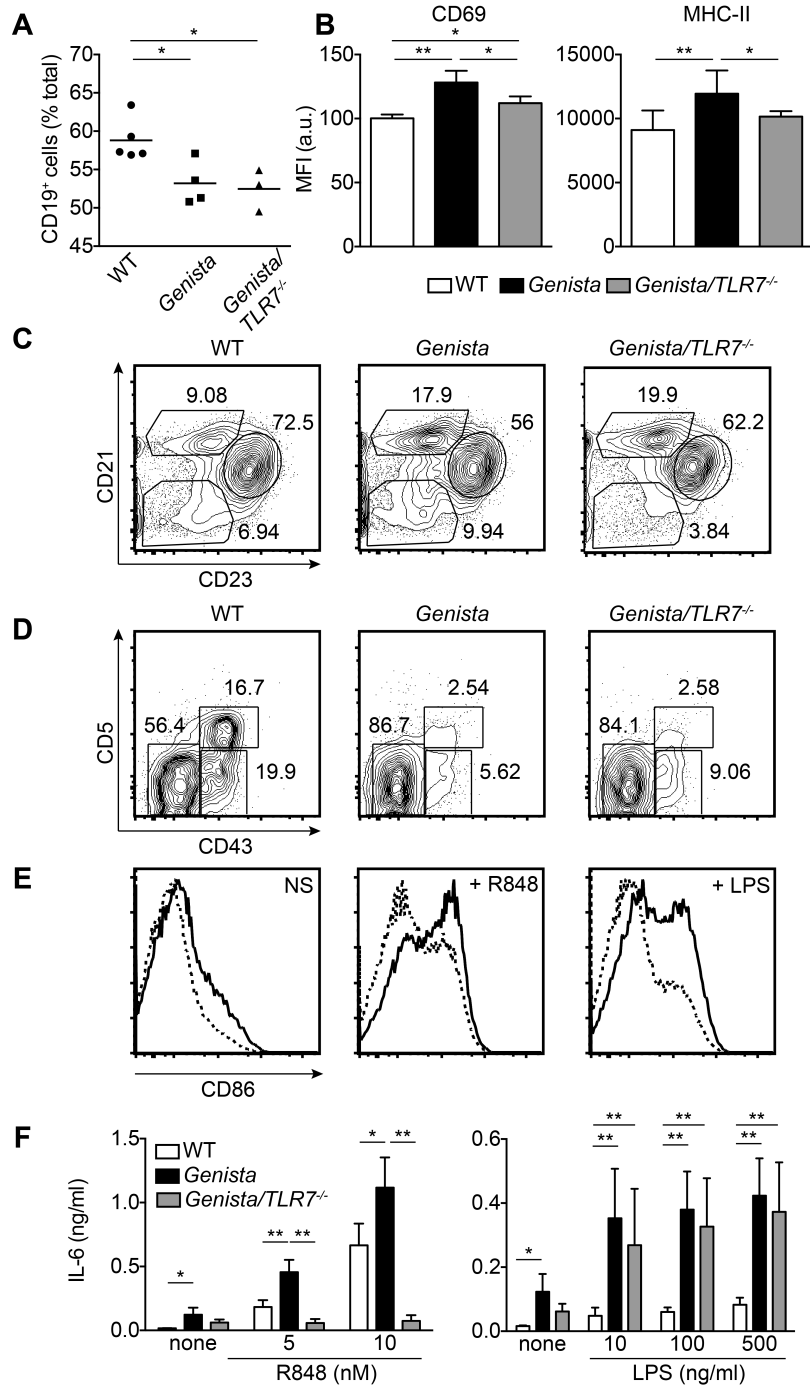 A
CD19+ cells (% total)
70
65
60
55
50
45
*
*
WT
Genista
Genista/
TLR7-/-
B
CD69
MHC-II
MFI (a.u.)
150
100
50
0
*
** *
15000
10000
5000
0
** *
WT Genista Genista/TLR7-/-
C
WT Genista Genista/TLR7-/-
CD21
9.08 17.9 19.9
72.5 56 62.2
6.94 9.94 3.84
CD23
D
WT Genista Genista/TLR7-/-
CD5
16.7 2.54 2.58
56.4 86.7 84.1
19.9 5.62 9.06
CD43
E
NS + R848 + LPS
CD86
F
IL-6 (ng/ml)
1.5
1.0
0.5
0.0
WT
Genista
Genista/TLR7-/-
* **
** **
*
none 5 10
R848 (nM)
0.6
0.4
0.2
0.0
** ** **
** ** **
*
none 10 100 500
LPS (ng/ml)